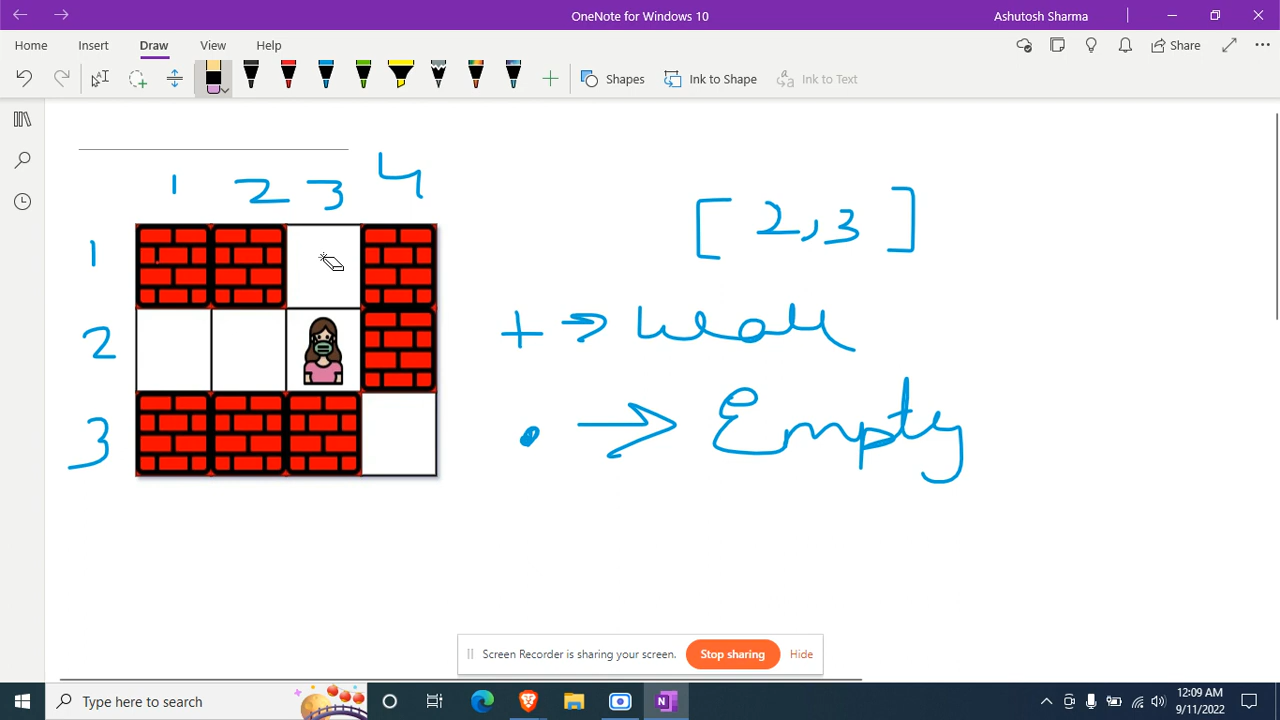 OneNote for Windows 10
Ashutosh Sharma
Home Insert Draw View Help
Share
Shapes Ink to Shape Ink to Text
1 2 3 4
1
2
3
[ 2,3 ]
+ → Wall
• → Empty
Screen Recorder is sharing your screen. Stop sharing Hide
Type here to search
12:09 AM
9/11/2022